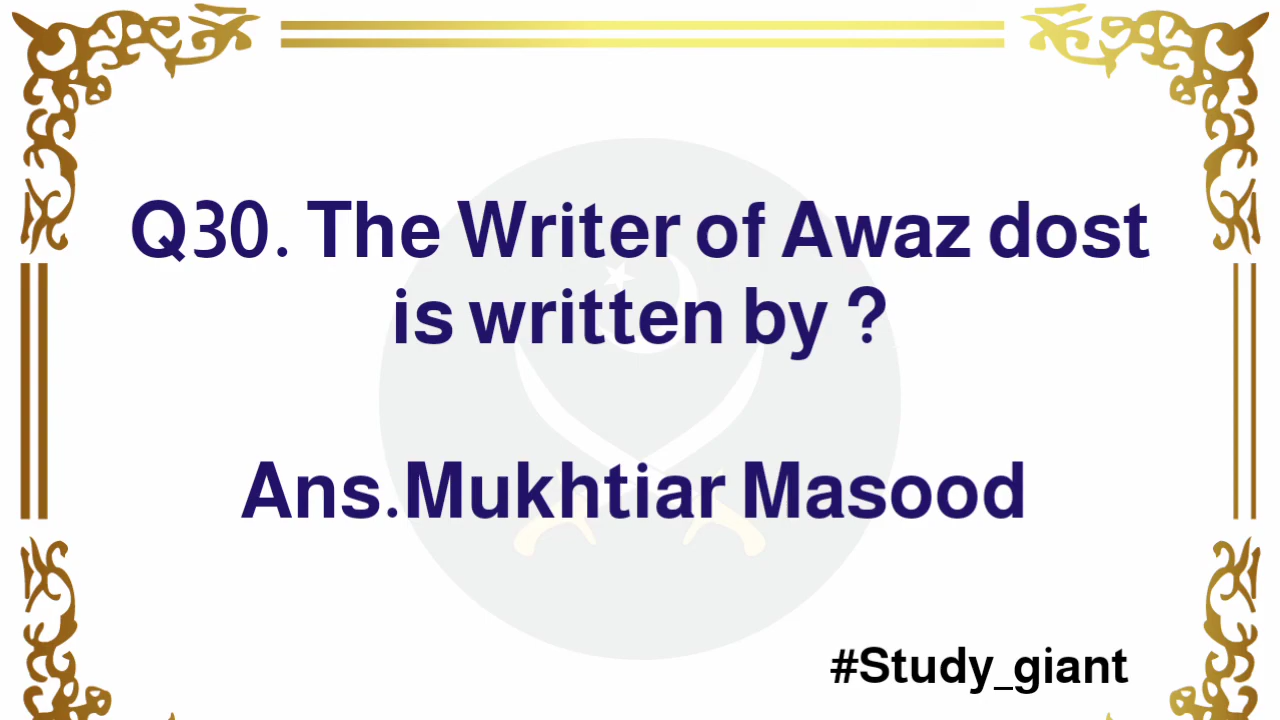 Q30. The Writer of Awaz dost
is written by ?
Ans.Mukhtiar Masood
#Study_giant